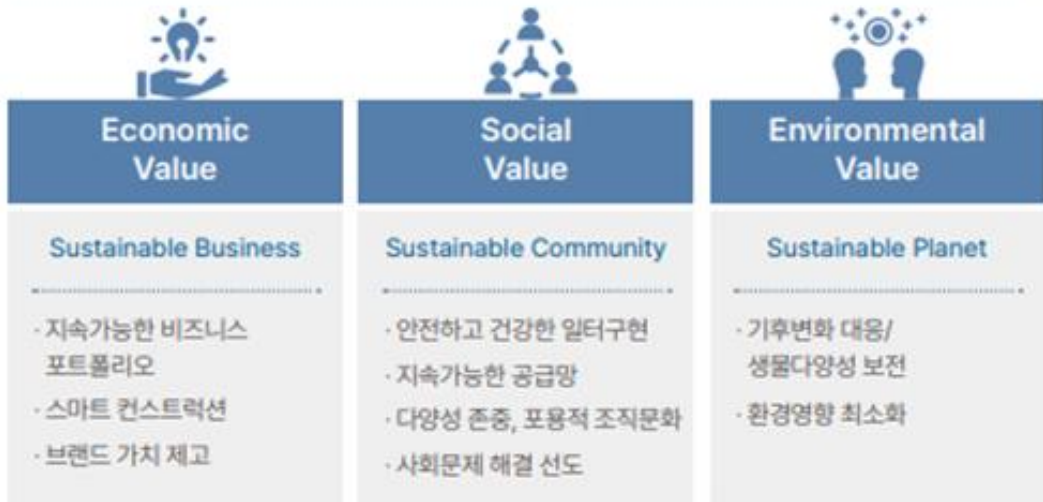 Economic
Value
Sustainable Business
· 지속가능한 비즈니스
포트폴리오
· 스마트 컨스트럭션
· 브랜드 가치 제고
Social
Value
Sustainable Community
· 안전하고 건강한 일터구현
· 지속가능한 공급망
· 다양성 존중, 포용적 조직문화
· 사회문제 해결 선도
Environmental
Value
Sustainable Planet
· 기후변화 대응/
생물다양성 보전
· 환경영향 최소화